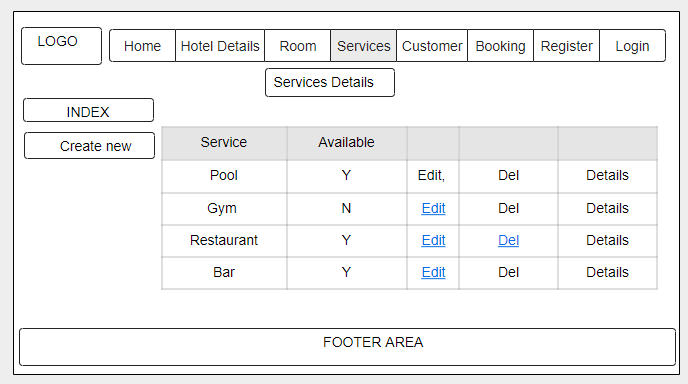 LOGO
Home Hotel Details Room Services Customer Booking Register Login
Services Details
INDEX
Create new
Service Available
Pool Y Edit, Del Details
Gym N Edit Del Details
Restaurant Y Edit Del Details
Bar Y Edit Del Details
FOOTER AREA